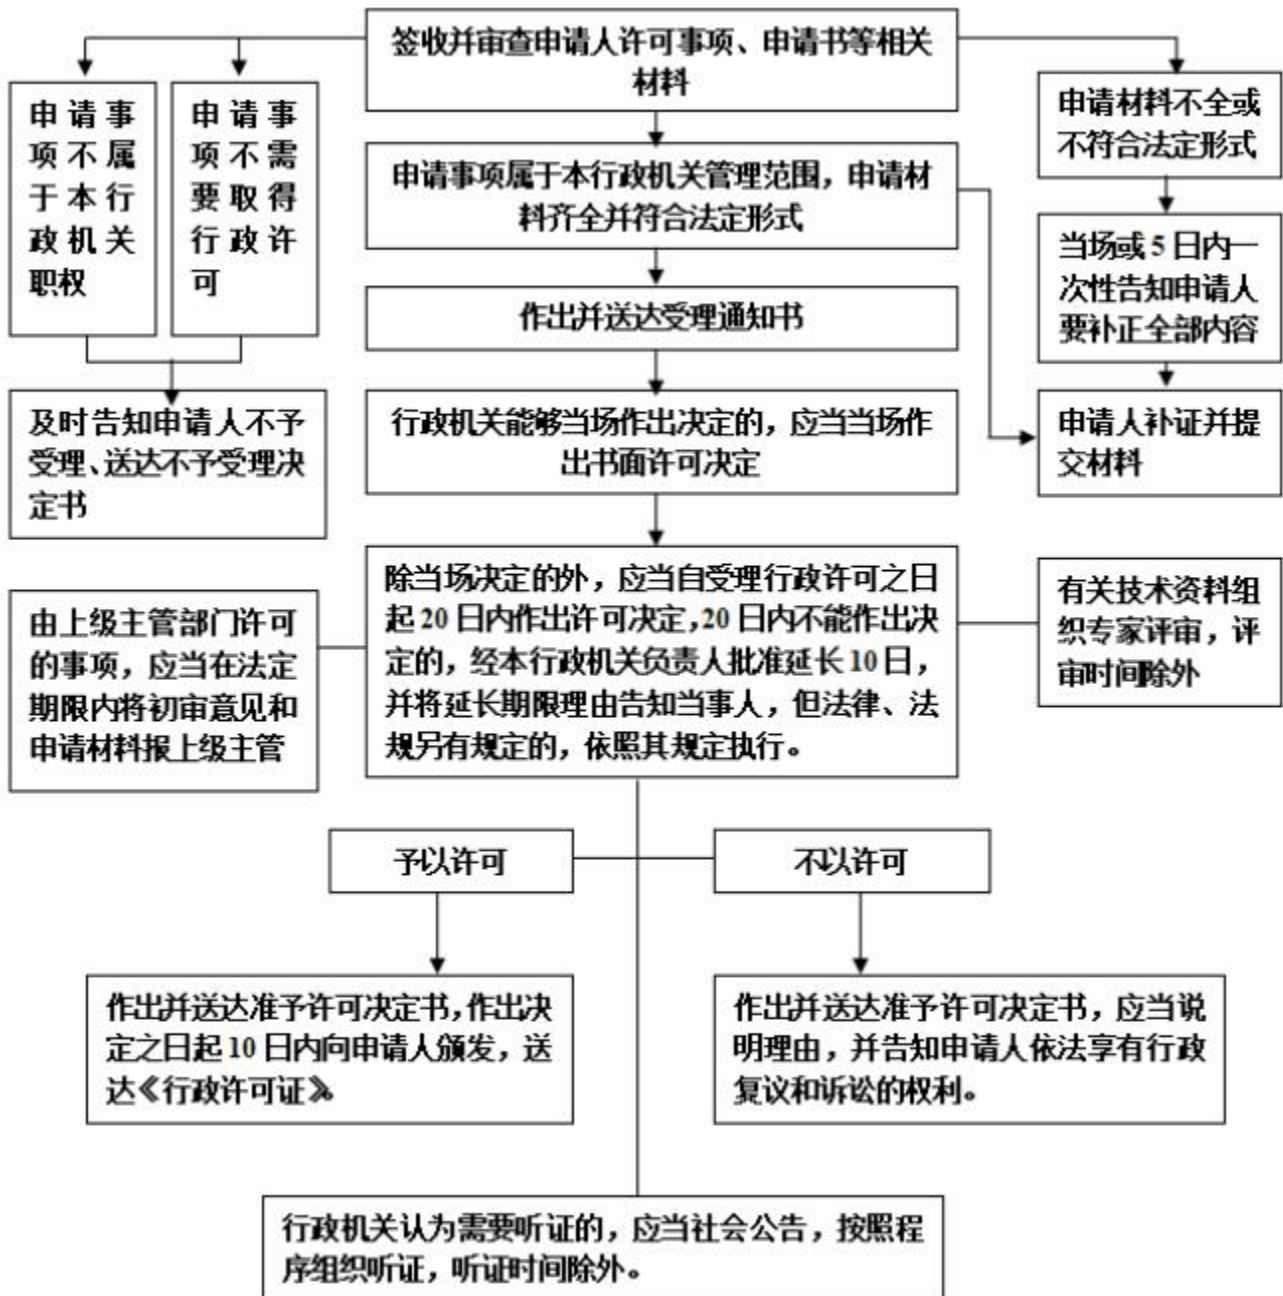 签收并审查申请人许可事项、申请书等相关
材料
申请事
项不属
于本行
政机关
职权
申请事
项不需
要取得
行政许
可
申请材料不全或
不符合法定形式
申请事项属于本行政机关管理范围，申请材
料齐全并符合法定形式
当场或5日内一
次性告知申请人
要补正全部内容
作出并送达受理通知书
及时告知申请人不予
受理、送达不予受理决
定书
行政机关能够当场作出决定的，应当当场作
出书面许可决定
申请人补证并提
交材料
由上级主管部门许可
的事项，应当在法定
期限内将初审意见和
申请材料报上级主管
除当场决定的外，应当自受理行政许可之日
起20日内作出许可决定，20日内不能作出决
定的，经本行政机关负责人批准延长10日，
并将延长期限理由告知当事人，但法律、法
规另有规定的，依照其规定执行。
有关技术资料组
织专家评审，评
审时间除外
予以许可
不以许可
作出并送达准予许可决定书，作出决
定之日起10日内向申请人颁发，送
达《行政许可证》。
作出并送达准予许可决定书，应当说
明理由，并告知申请人依法享有行政
复议和诉讼的权利。
行政机关认为需要听证的，应当社会公告，按照程
序组织听证，听证时间除外。